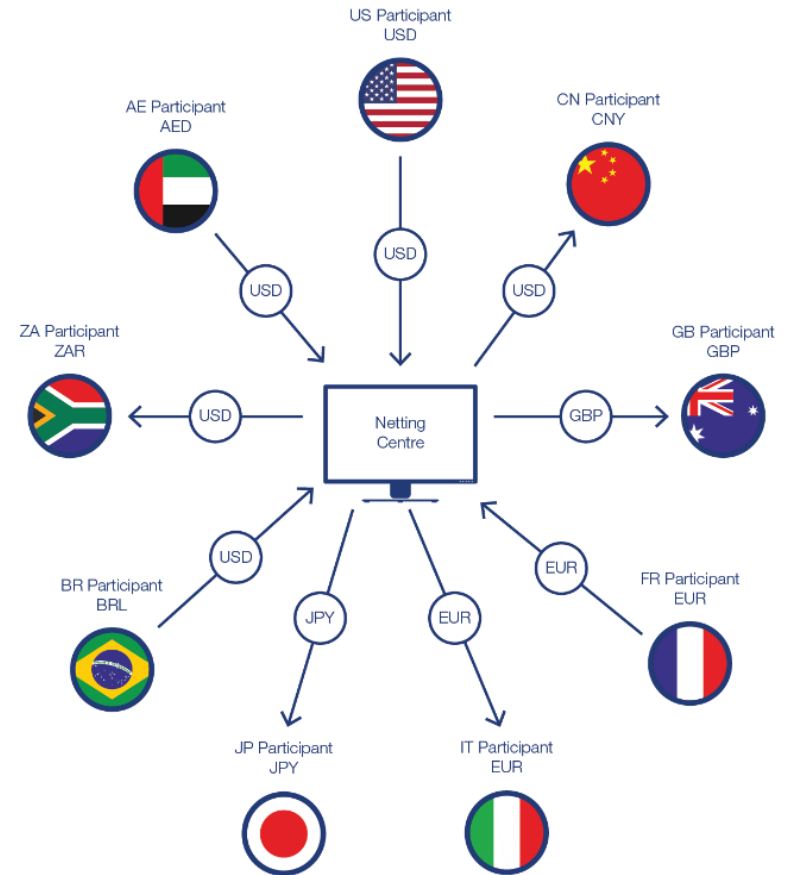 US Participant
USD
AE Participant
AED
CN Participant
CNY
USD
USD
USD
ZA Participant
ZAR
GB Participant
GBP
USD
Netting
Centre
GBP
BR Participant
BRL
USD
EUR
FR Participant
EUR
JPY
EUR
JP Participant
JPY
IT Participant
EUR